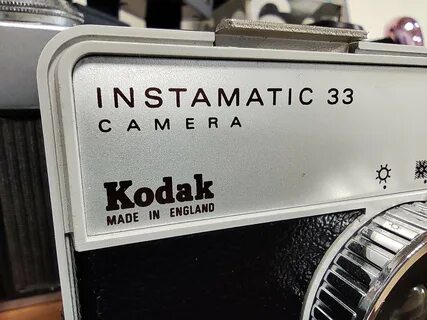 INSTAMATIC 33
CAMERA
Kodak
MADE IN ENGLAND